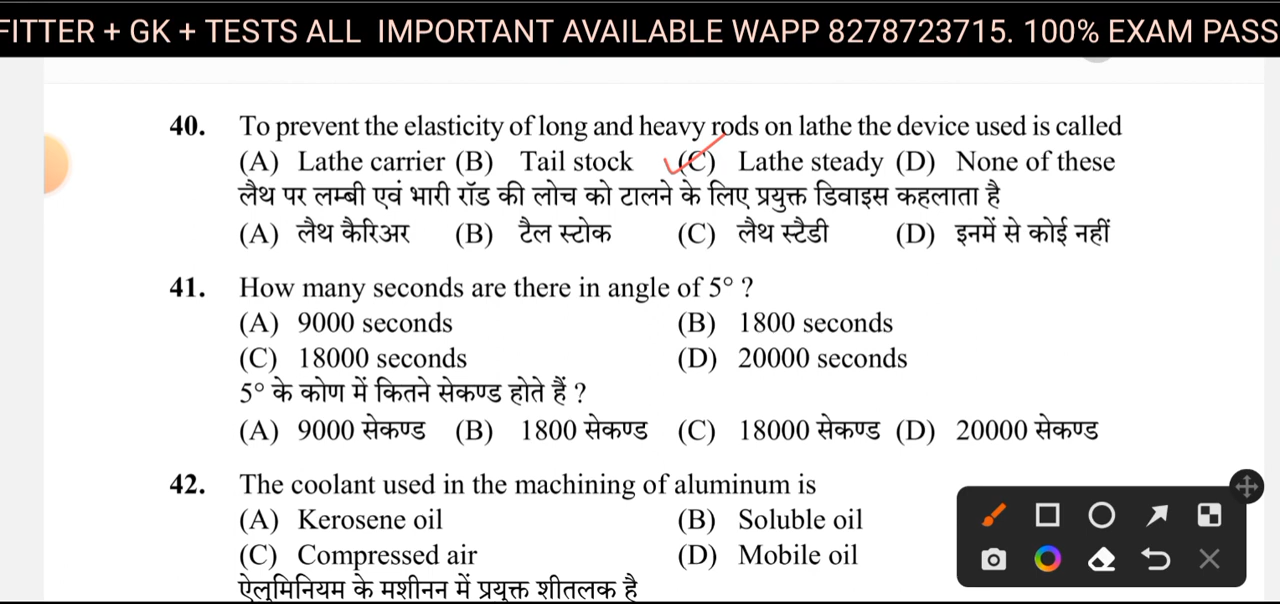 FITTER + GK + TESTS ALL IMPORTANT AVAILABLE WAPP 8278723715. 100% EXAM PASS
40. To prevent the elasticity of long and heavy rods on lathe the device used is called
(A) Lathe carrier (B) Tail stock (C) Lathe steady (D) None of these
लैथ पर लम्बी एवं भारी रॉड की लोच को टालने के लिए प्रयुक्त डिवाइस कहलाता है
(A) लैथ कैरिअर (B) टैल स्टोक (C) लैथ स्टैडी (D) इनमें से कोई नहीं
41. How many seconds are there in angle of 5° ?
(A) 9000 seconds (B) 1800 seconds
(C) 18000 seconds (D) 20000 seconds
5° के कोण में कितने सेकण्ड होते हैं ?
(A) 9000 सेकण्ड (B) 1800 सेकण्ड (C) 18000 सेकण्ड (D) 20000 सेकण्ड
42. The coolant used in the machining of aluminum is
(A) Kerosene oil (B) Soluble oil
(C) Compressed air (D) Mobile oil
ऐलुमिनियम के मशीनन में प्रयुक्त शीतलक है